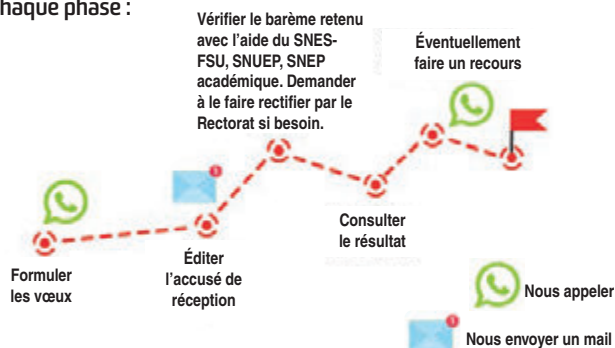 haque phase :
Vérifier le barème retenu
avec l’aide du SNES-
FSU, SNUEP, SNEP
académique. Demander
à le faire rectifier par le
Rectorat si besoin.
Éventuellement
faire un recours
Formuler
les vœux
Éditer
l’accusé de
réception
Consulter
le résultat
Nous appeler
Nous envoyer un mail